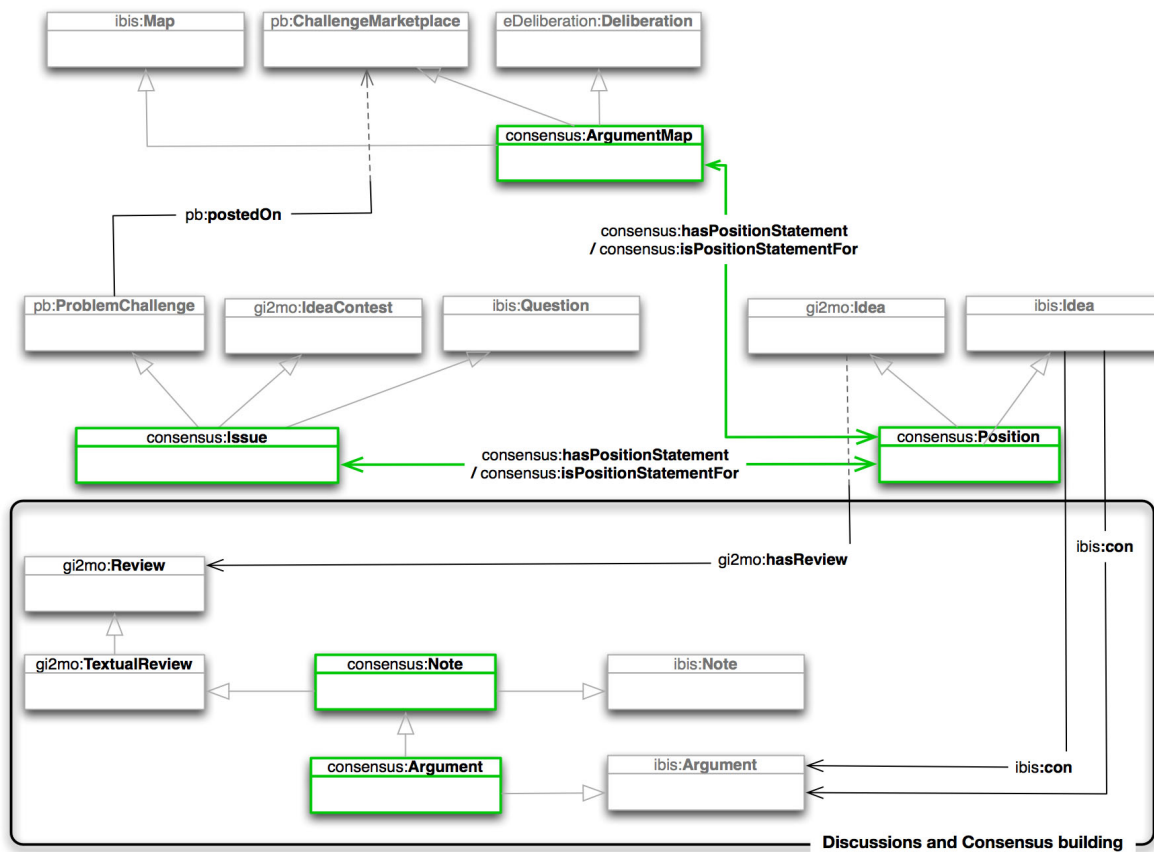 ibis:Map
pb:ChallengeMarketplace
eDeliberation:Deliberation
consensus:ArgumentMap
pb:postedOn
consensus:hasPositionStatement
/ consensus:isPositionStatementFor
pb:ProblemChallenge
gi2mo:IdeaContest
ibis:Question
gi2mo:Idea
ibis:Idea
consensus:Issue
consensus:Position
consensus:hasPositionStatement
/ consensus:isPositionStatementFor
ibis:con
gi2mo:Review
gi2mo:hasReview
gi2mo:TextualReview
consensus:Note
ibis:Note
consensus:Argument
ibis:Argument
ibis:con
Discussions and Consensus building